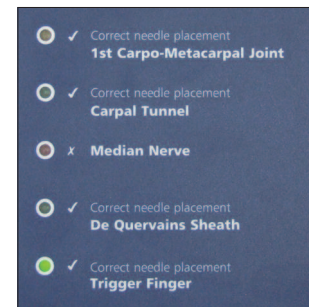 ✓ Correct needle placement
1st Carpo-Metacarpal Joint
✓ Correct needle placement
Carpal Tunnel
✗ Median Nerve
✓ Correct needle placement
De Quervains Sheath
✓ Correct needle placement
Trigger Finger